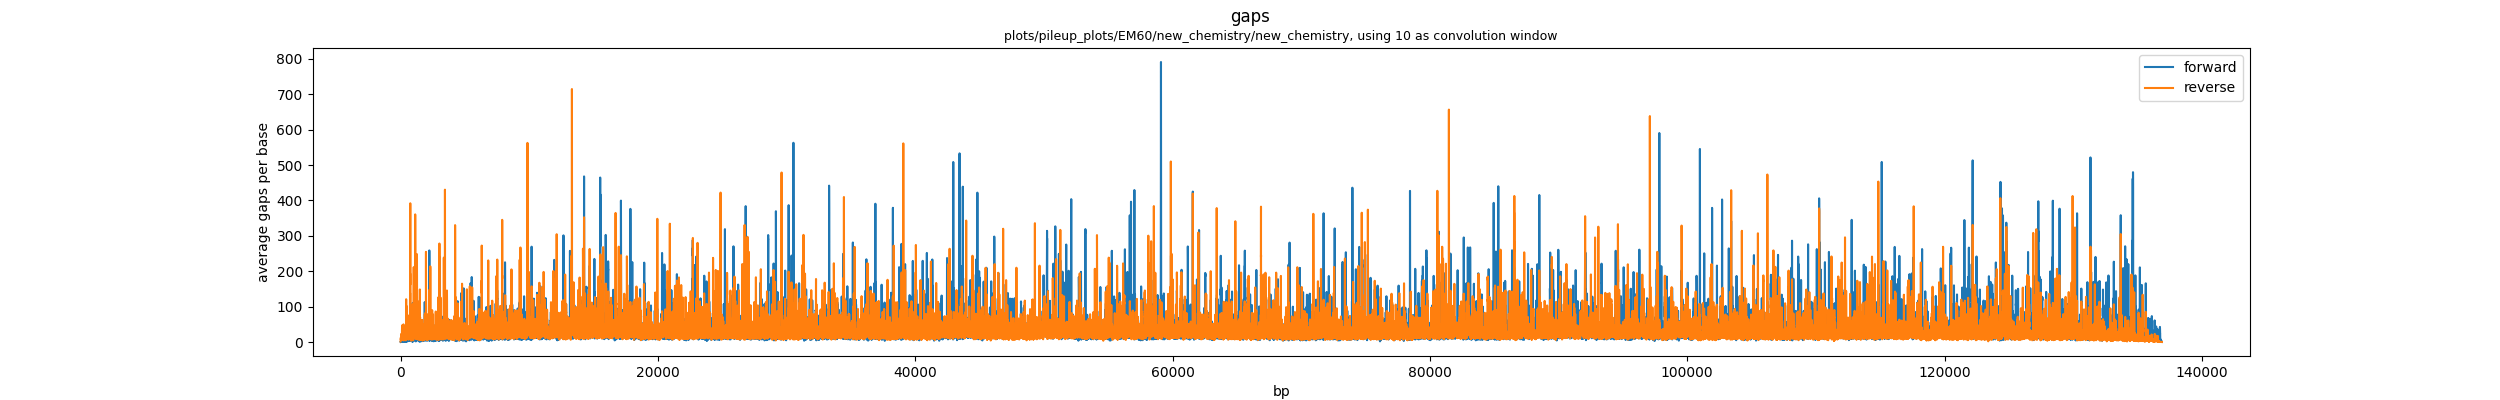 gaps
plots/pileup_plots/EM60/new_chemistry/new_chemistry, using 10 as convolution window
average gaps per base
800
700
600
500
400
300
200
100
0
forward
reverse
0 20000 40000 60000 80000 100000 120000 140000
bp